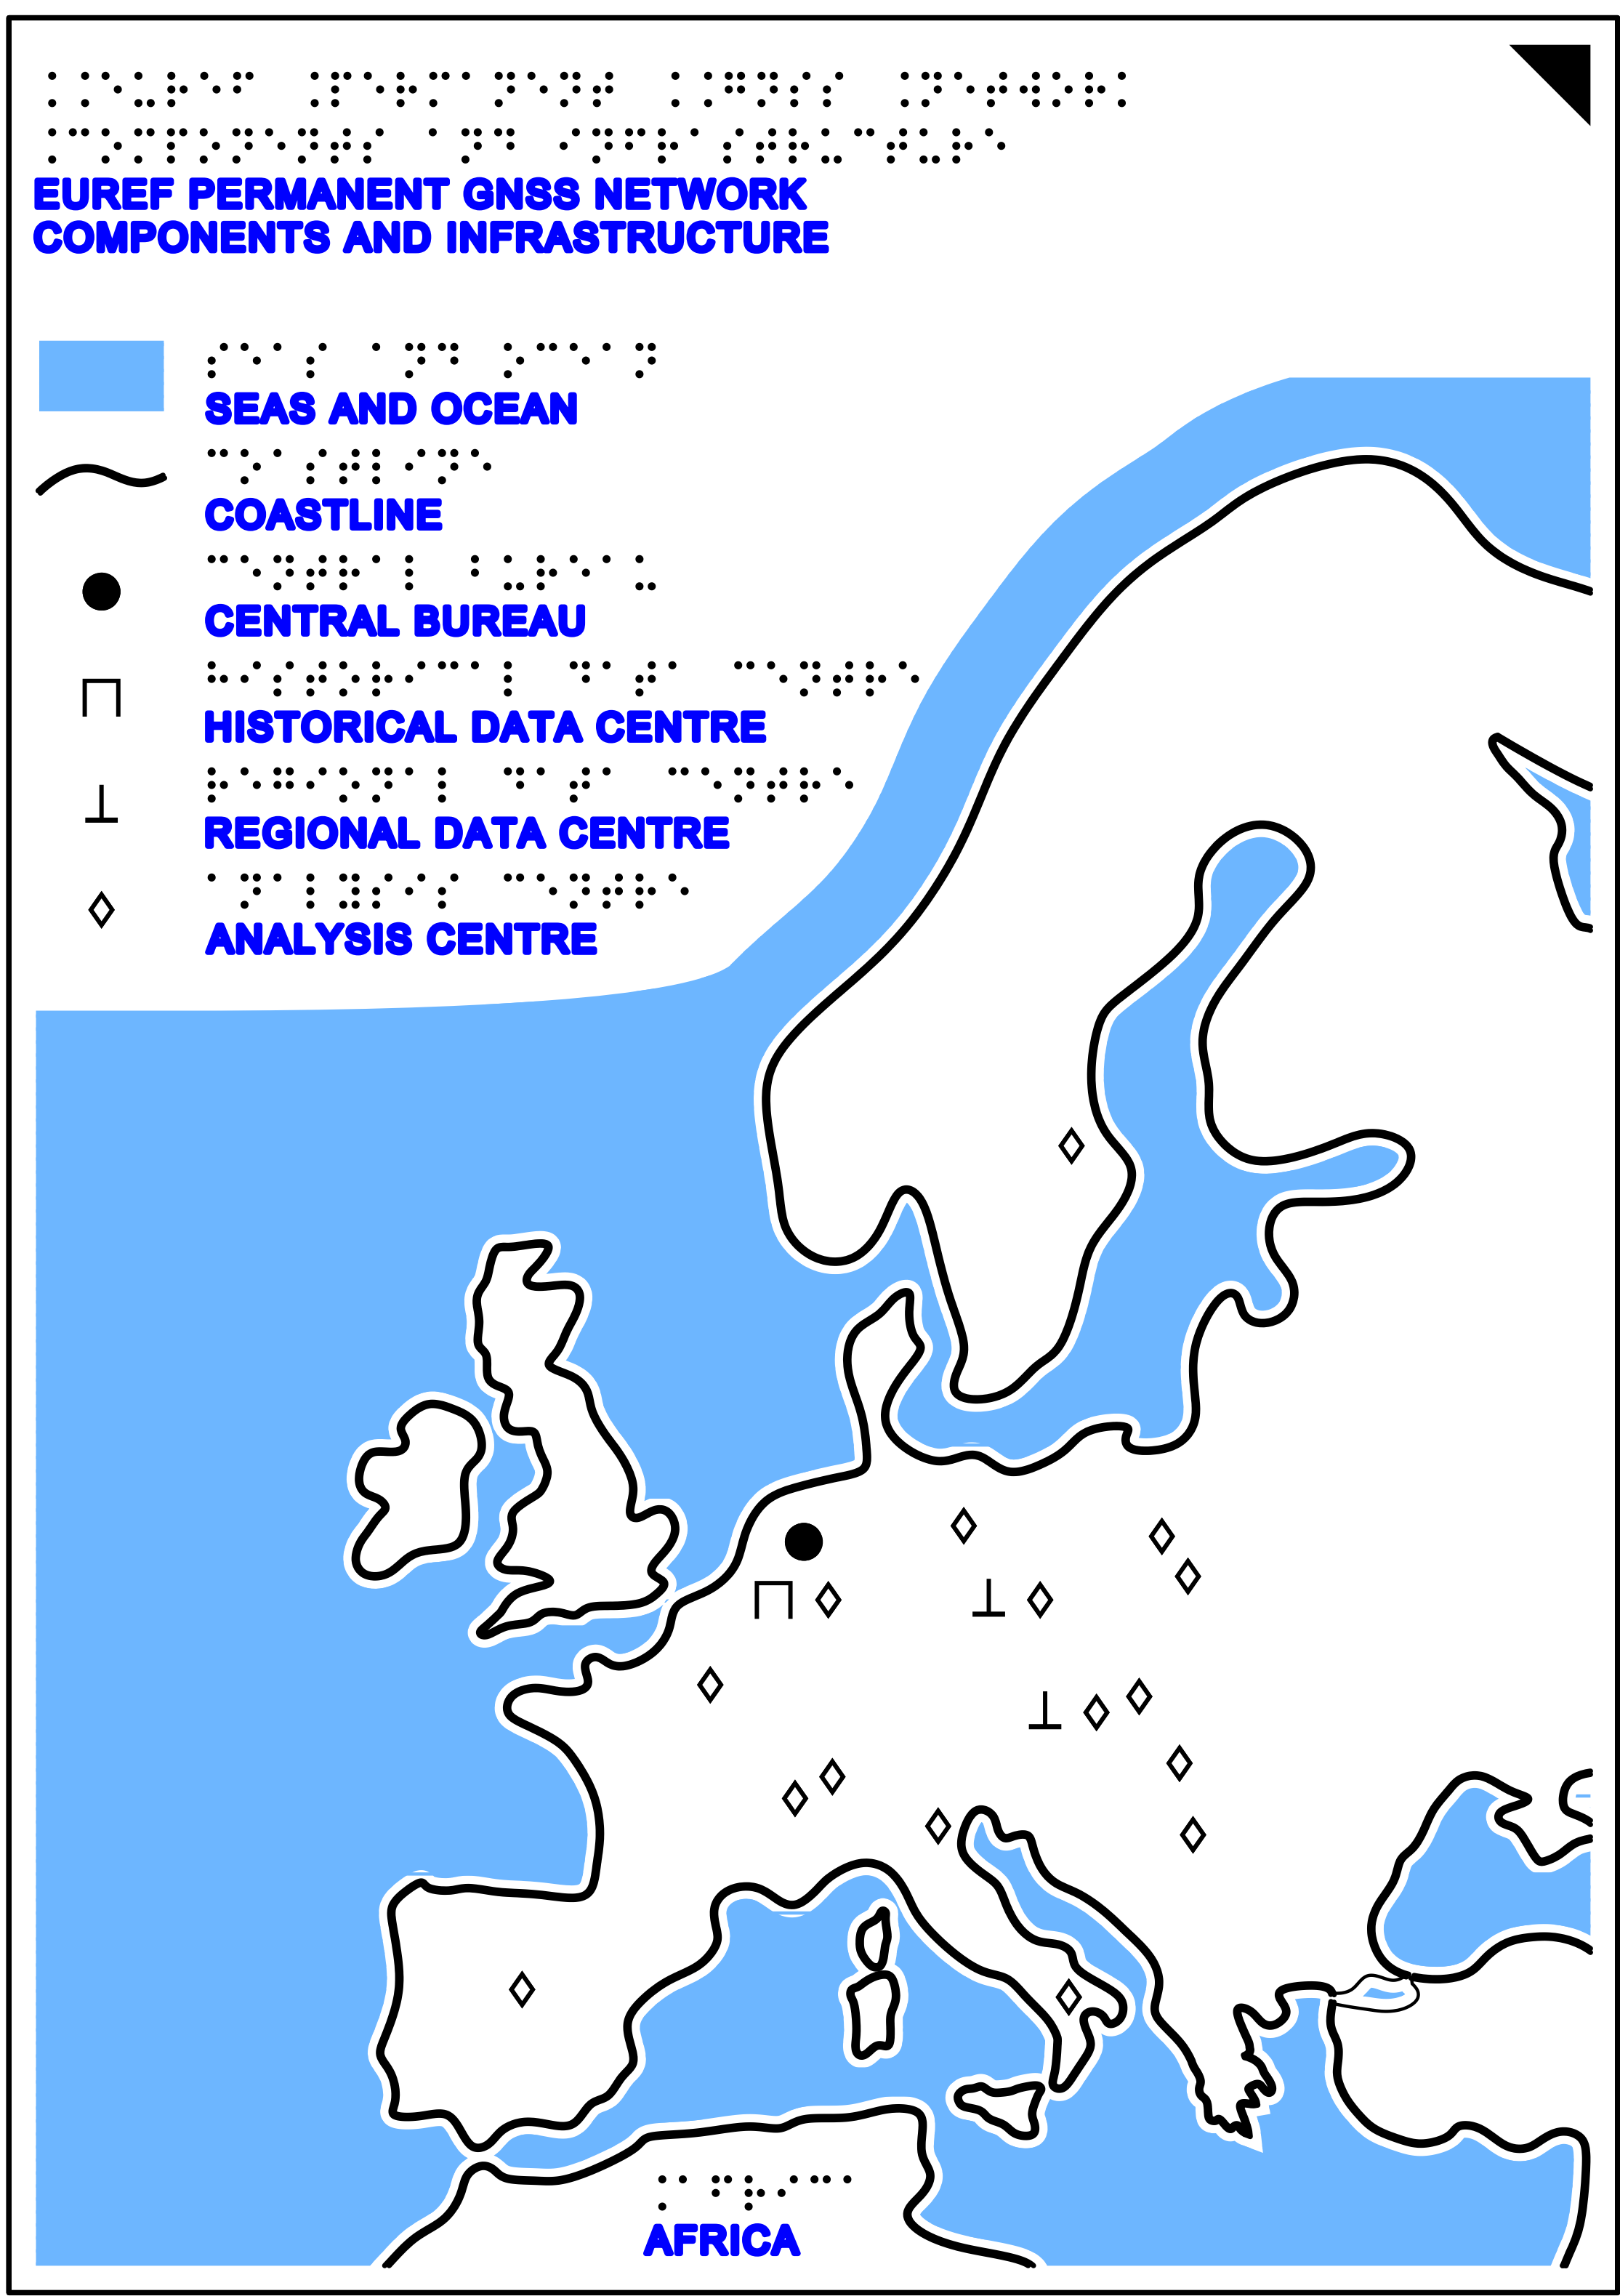 EUREF PERMANENT GNSS NETWORK
COMPONENTS AND INFRASTRUCTURE
SEAS AND OCEAN
COASTLINE
CENTRAL BUREAU
HISTORICAL DATA CENTRE
REGIONAL DATA CENTRE
ANALYSIS CENTRE
AFRICA